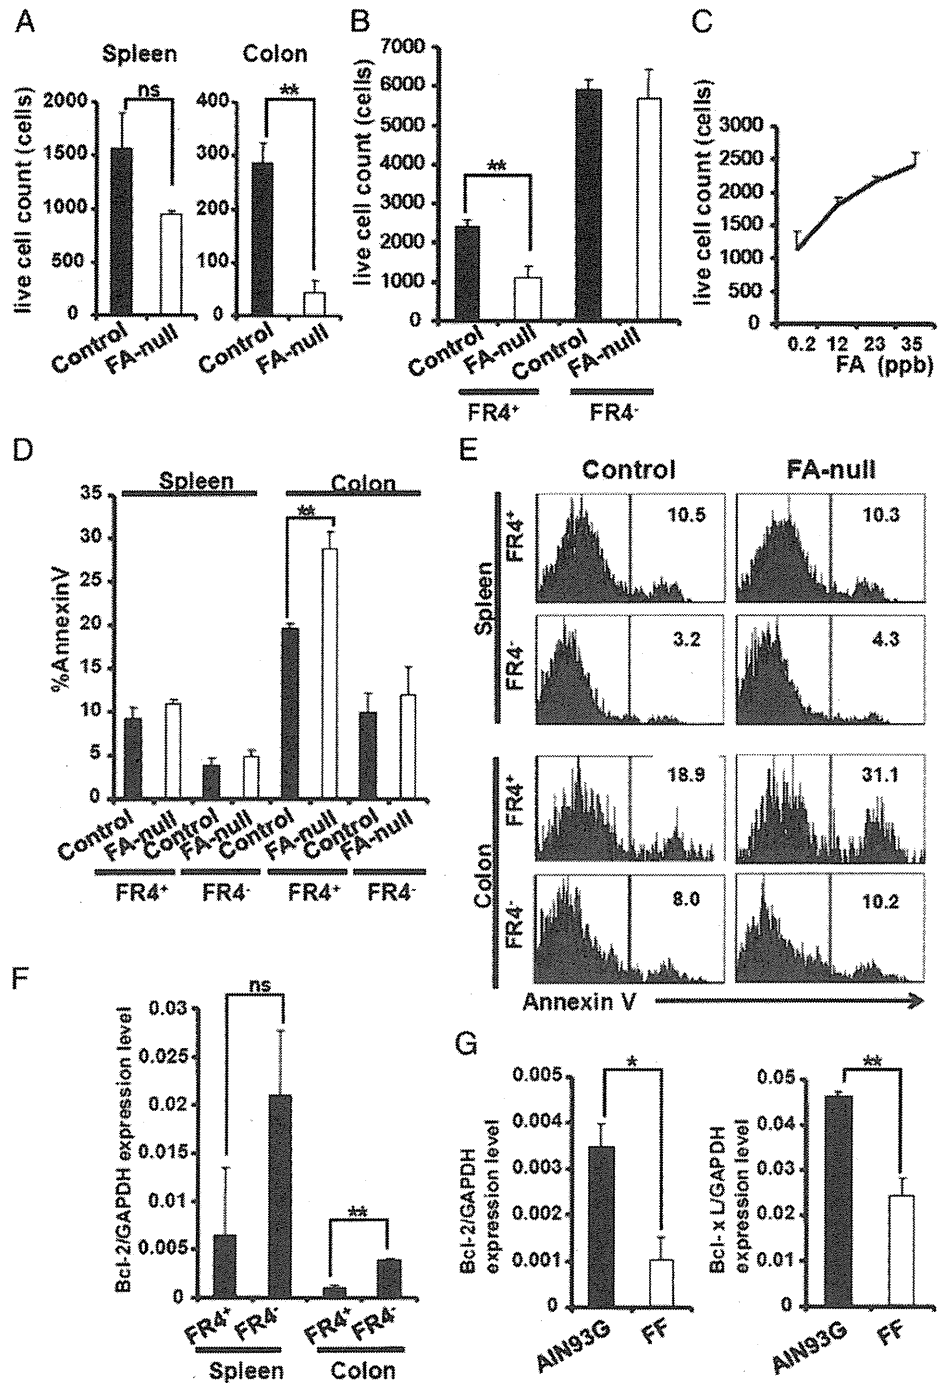 A
Spleen
Colon
live cell count (cells)
2000
1500
1000
500
0
ns
Control
FA-null
400
300
200
100
0
**
Control
FA-null
B
live cell count (cells)
7000
6000
5000
4000
3000
2000
1000
0
**
Control
FA-null
Control
FA-null
FR4+
FR4-
C
live cell count (cells)
3000
2500
2000
1500
1000
500
0
0.2 12 23 35
FA (ppb)
D
Spleen
Colon
%AnnexinV
35
30
25
20
15
10
5
0
**
Control
FA-null
Control
FA-null
Control
FA-null
Control
FA-null
FR4+
FR4-
FR4+
FR4-
E
Control
FA-null
Spleen
FR4+
10.5
10.3
FR4-
3.2
4.3
Colon
FR4+
18.9
31.1
FR4-
8.0
10.2
Annexin V
F
Bcl-2/GAPDH expression level
0.03
0.025
0.02
0.015
0.01
0.005
0
ns
**
FR4+
FR4-
FR4+
FR4-
Spleen
Colon
G
Bcl-2/GAPDH
expression level
0.005
0.004
0.003
0.002
0.001
0
*
AIN93G
FF
Bcl-x L/GAPDH
expression level
0.05
0.04
0.03
0.02
0.01
0
**
AIN93G
FF